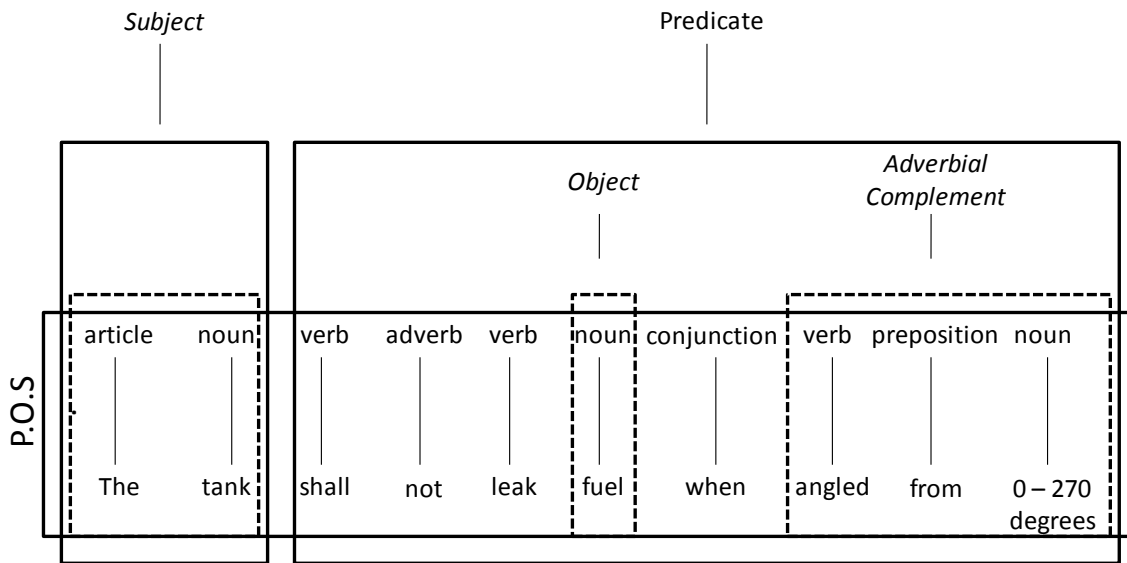 Subject Predicate
Object Adverbial
Complement
P.O.S
article noun verb adverb verb noun conjunction verb preposition noun
The tank shall not leak fuel when angled from 0 – 270
degrees